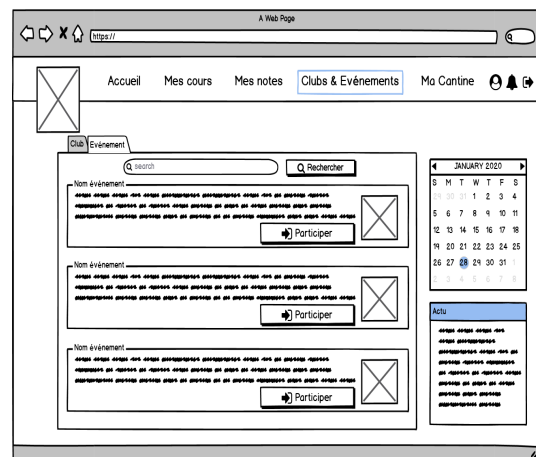 A Web Page
https://
Accueil Mes cours Mes notes Clubs & Evénements Ma Cantine
Club Evénement
search Rechercher
Nom événement
Participer
Nom événement
Participer
Nom événement
Participer
JANUARY 2020
S M T W T F S
29 30 31 1 2 3 4
5 6 7 8 9 10 11
12 13 14 15 16 17 18
19 20 21 22 23 24 25
26 27 28 29 30 31 1
2 3 4 5 6 7 8
Actu